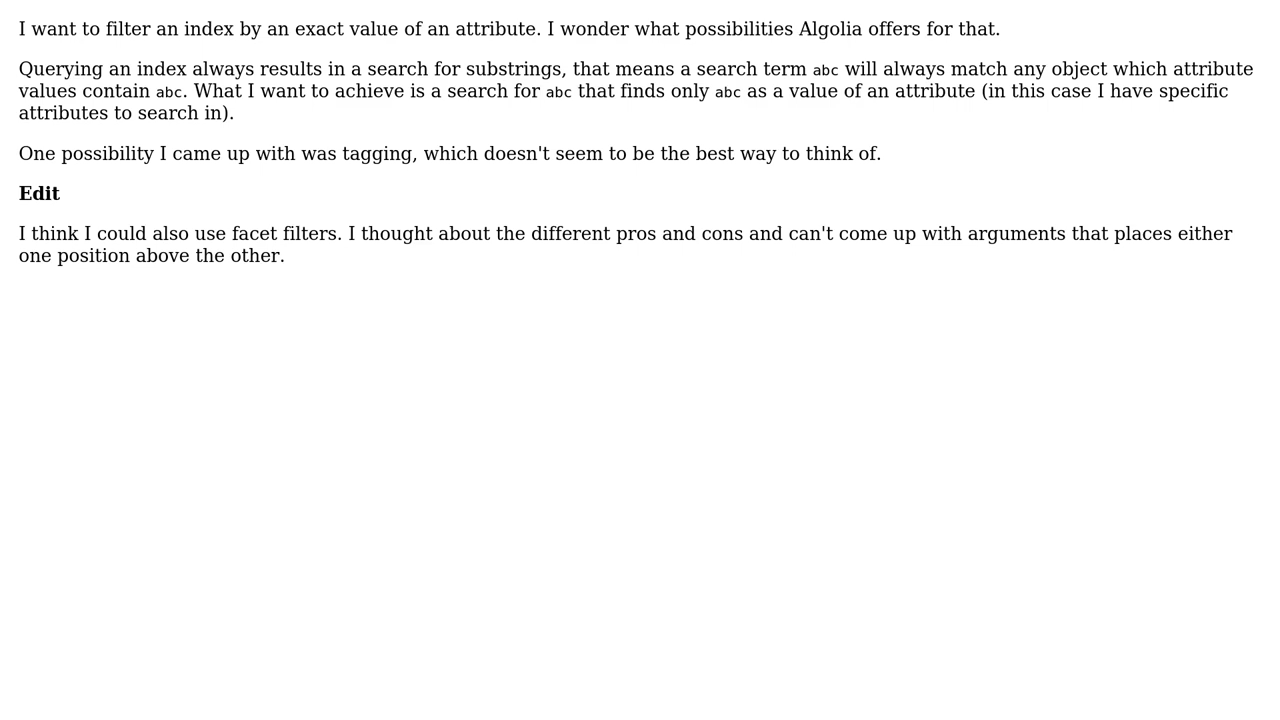 I want to filter an index by an exact value of an attribute. I wonder what possibilities Algolia offers for that.
Querying an index always results in a search for substrings, that means a search term abc will always match any object which attribute
values contain abc. What I want to achieve is a search for abc that finds only abc as a value of an attribute (in this case I have specific
attributes to search in).
One possibility I came up with was tagging, which doesn't seem to be the best way to think of.
Edit
I think I could also use facet filters. I thought about the different pros and cons and can't come up with arguments that places either
one position above the other.